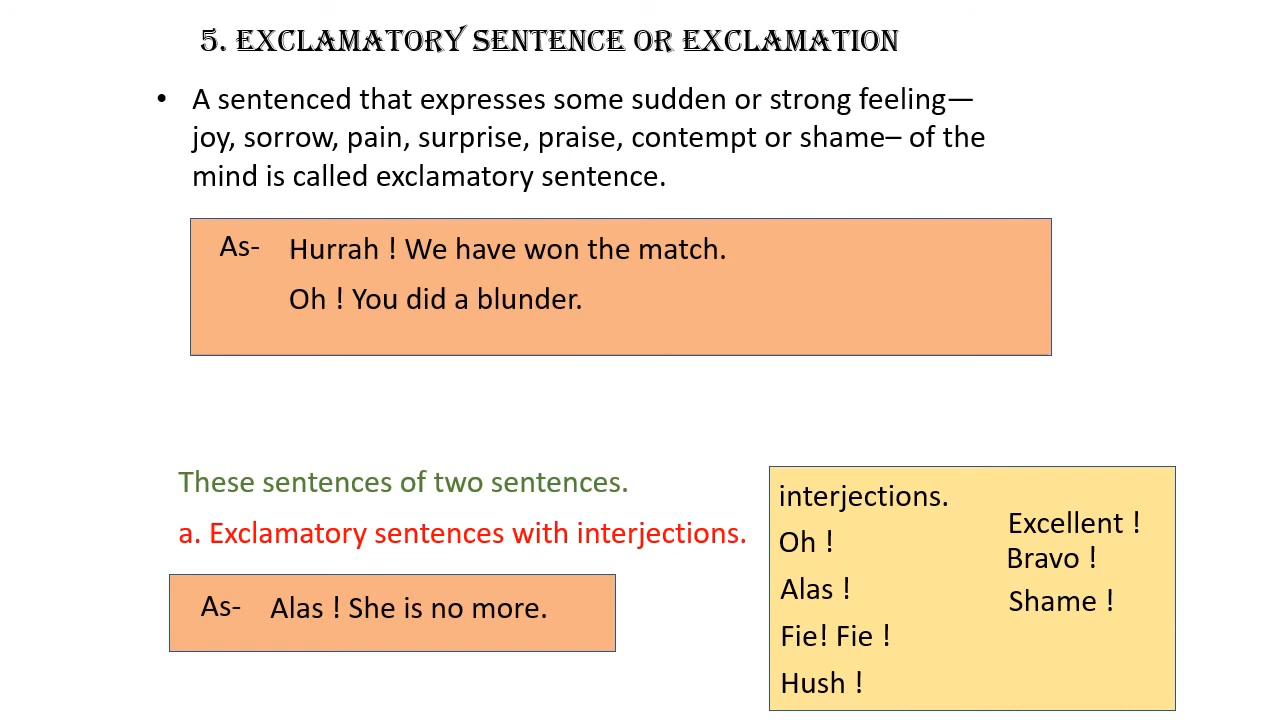 5. EXCLAMATORY SENTENCE OR EXCLAMATION
• A sentenced that expresses some sudden or strong feeling—
joy, sorrow, pain, surprise, praise, contempt or shame– of the
mind is called exclamatory sentence.
As- Hurrah ! We have won the match.
Oh ! You did a blunder.
These sentences of two sentences.
a. Exclamatory sentences with interjections.
As- Alas ! She is no more.
interjections.
Oh !
Alas !
Fie! Fie !
Hush !
Excellent !
Bravo !
Shame !